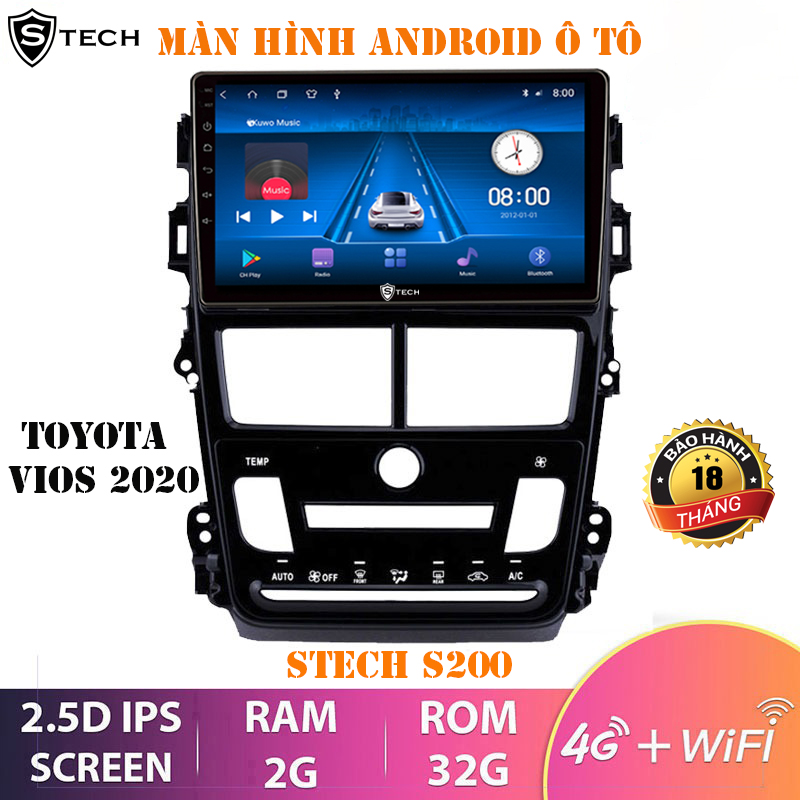 S TECH
MÀN HÌNH ANDROID Ô TÔ
8:00
Kuwo Music
Music
08:00
2012-01-01
CH Play
Radio
Music
Bluetooth
S TECH
TOYOTA
VIOS 2020
TEMP
BẢO HÀNH
18
THÁNG
AUTO
OFF
FRONT
REAR
A/C
STECH S200
2.5D IPS
SCREEN
RAM
2G
ROM
32G
4G + WiFi